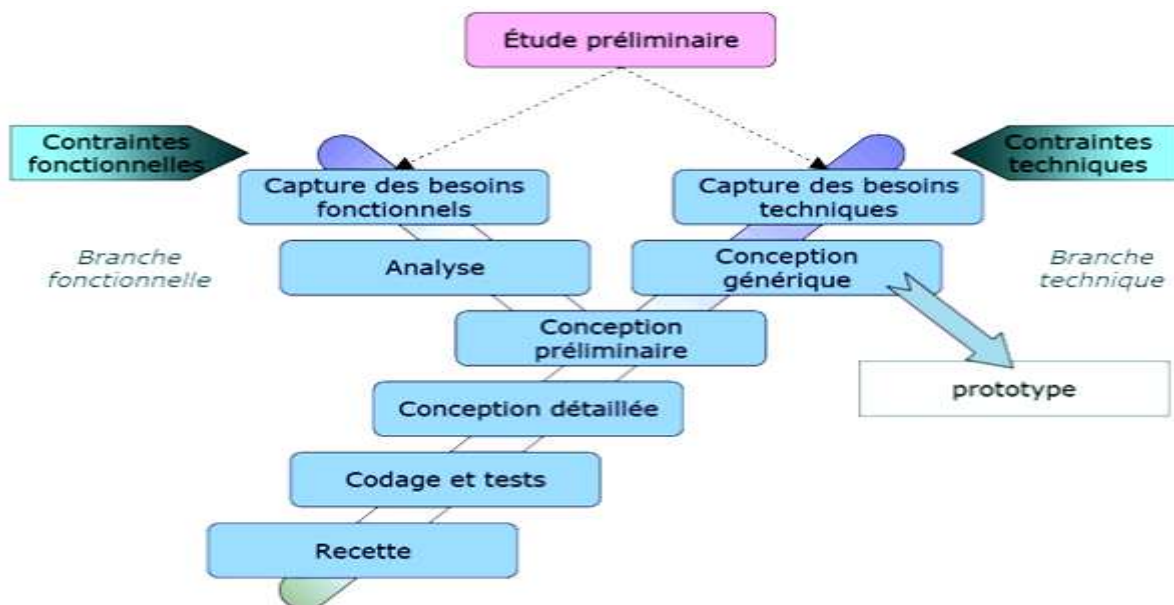 Étude préliminaire
Contraintes
fonctionnelles
Contraintes
techniques
Capture des besoins
fonctionnels
Capture des besoins
techniques
Branche
fonctionnelle
Analyse
Conception
générique
Branche
technique
Conception
préliminaire
prototype
Conception détaillée
Codage et tests
Recette